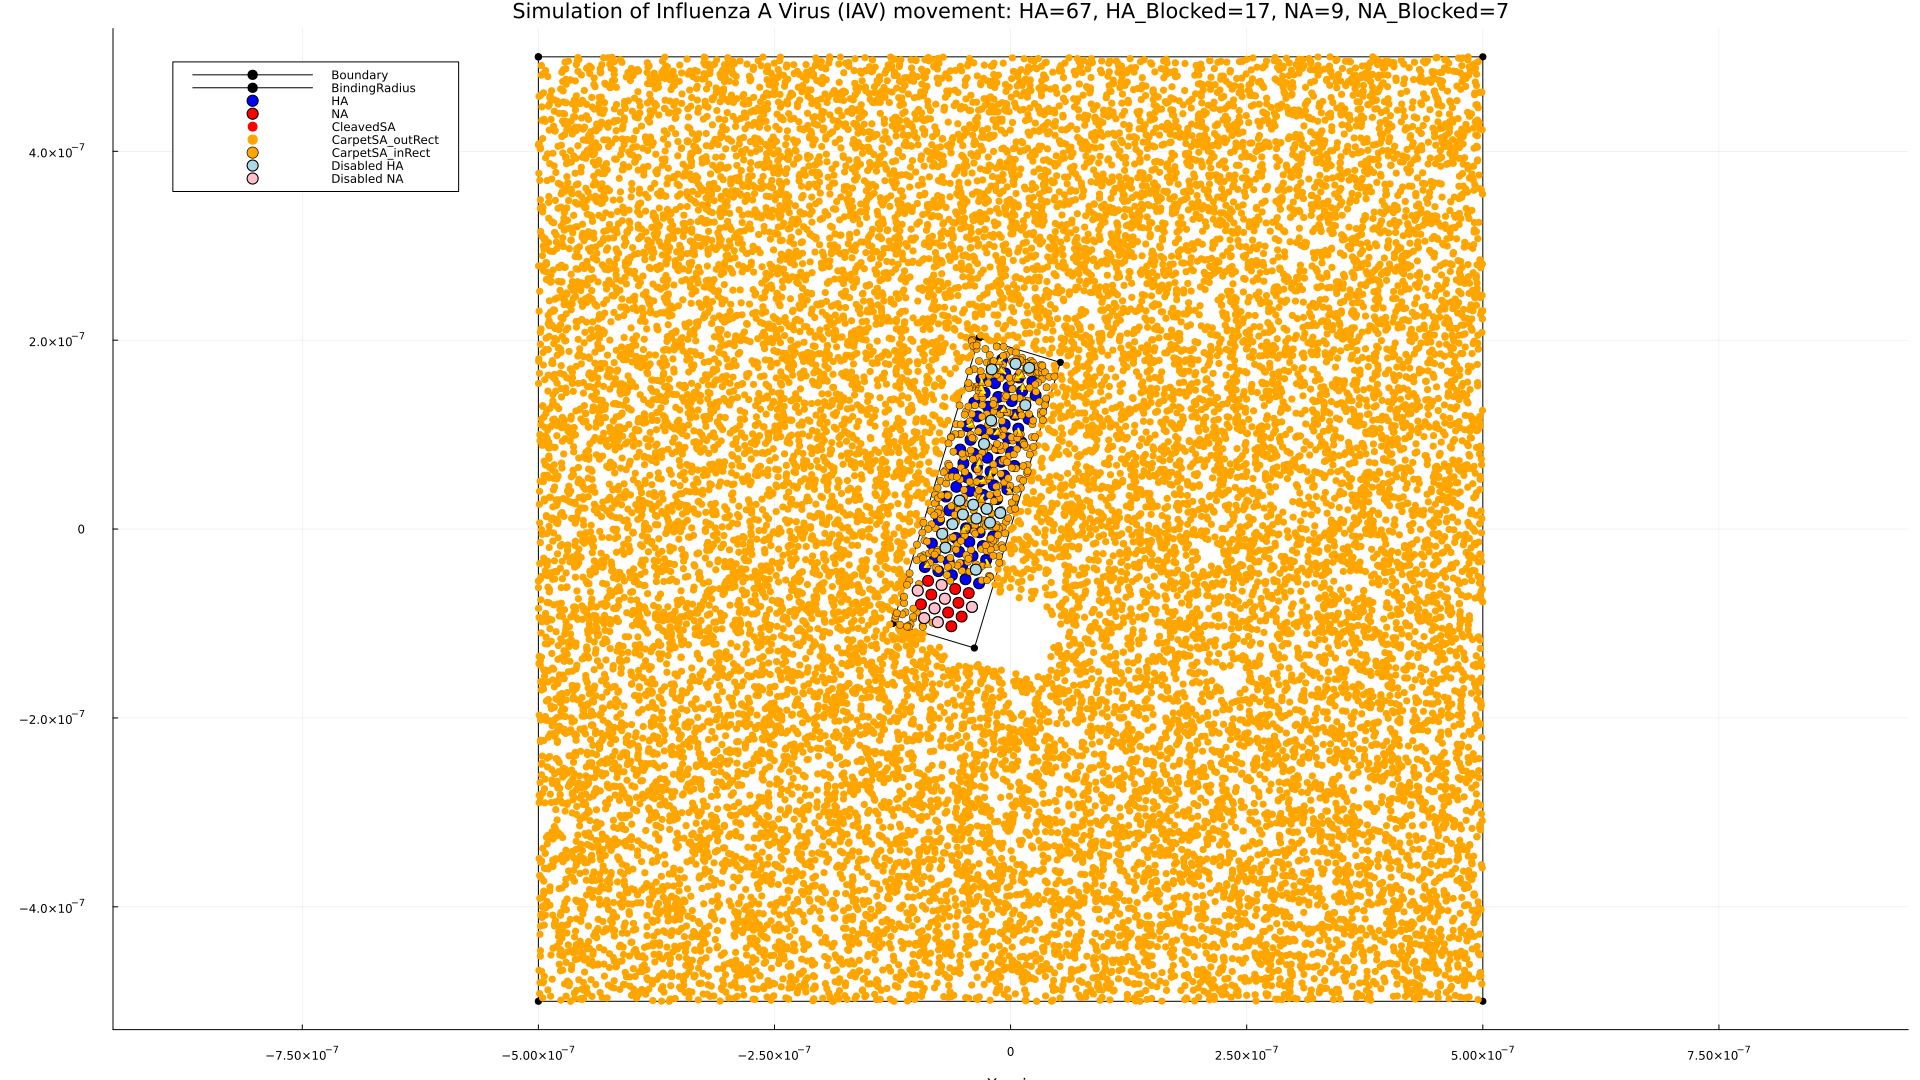 Simulation of Influenza A Virus (IAV) movement: HA=67, HA_Blocked=17, NA=9, NA_Blocked=7
Boundary
BindingRadius
HA
NA
CleavedSA
CarpetSA_outRect
CarpetSA_inRect
Disabled HA
Disabled NA
4.0×10⁻⁷
2.0×10⁻⁷
0
−2.0×10⁻⁷
−4.0×10⁻⁷
−7.50×10⁻⁷
−5.00×10⁻⁷
−2.50×10⁻⁷
0
2.50×10⁻⁷
5.00×10⁻⁷
7.50×10⁻⁷